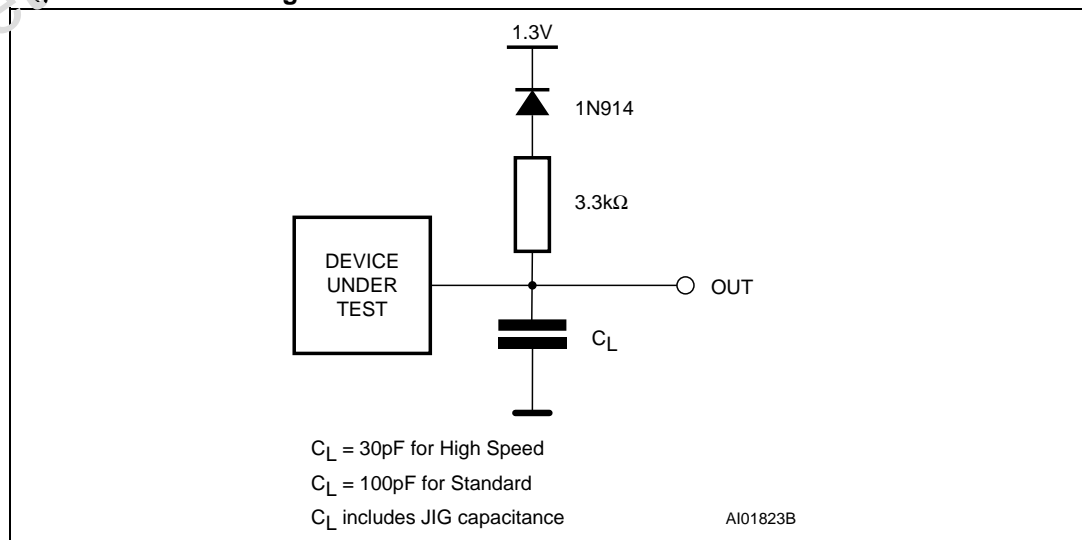 1.3V
1N914
3.3kΩ
DEVICE
UNDER
TEST
OUT
CL
CL = 30pF for High Speed
CL = 100pF for Standard
CL includes JIG capacitance
AI01823B